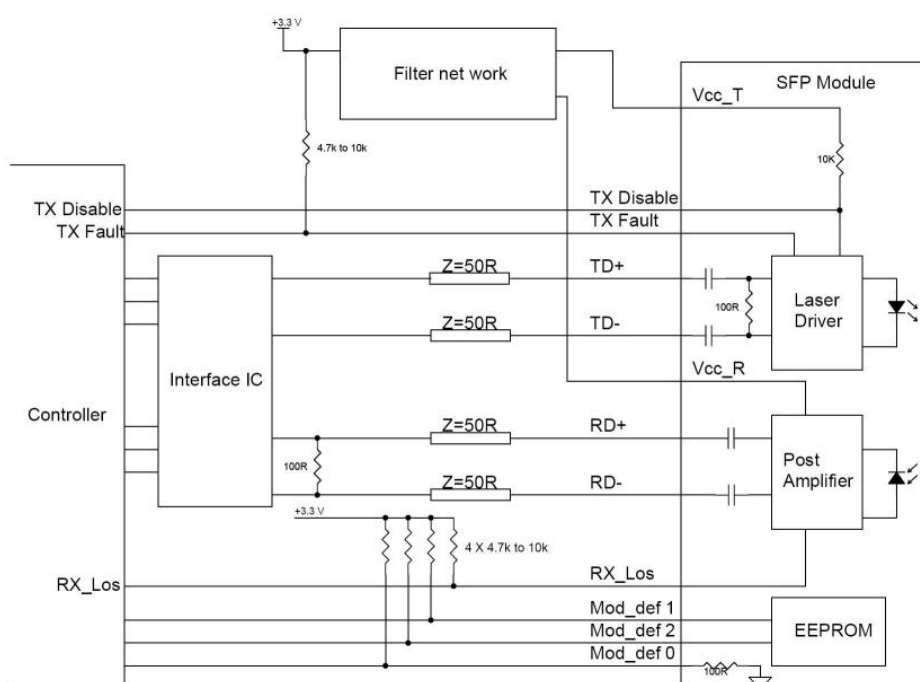 +3.3 V
Filter net work
SFP Module
Vcc_T
4.7k to 10k
10K
TX Disable
TX Disable
TX Fault
TX Fault
Z=50R
TD+
100R
Laser
Driver
Z=50R
TD-
Interface IC
Vcc_R
Controller
Z=50R
RD+
100R
Post
Amplifier
Z=50R
RD-
+3.3 V
4 X 4.7k to 10k
RX_Los
RX_Los
Mod_def 1
Mod_def 2
EEPROM
Mod_def 0
100R